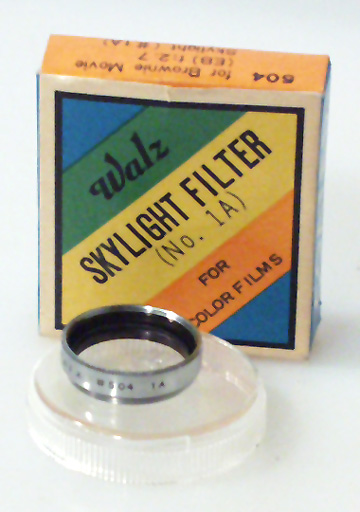 504
for Brownie Movie
(EB) f:2.7
Skylight (#1A)
Walz
SKYLIGHT FILTER
(No. 1A)
FOR
COLOR FILMS
504 1A